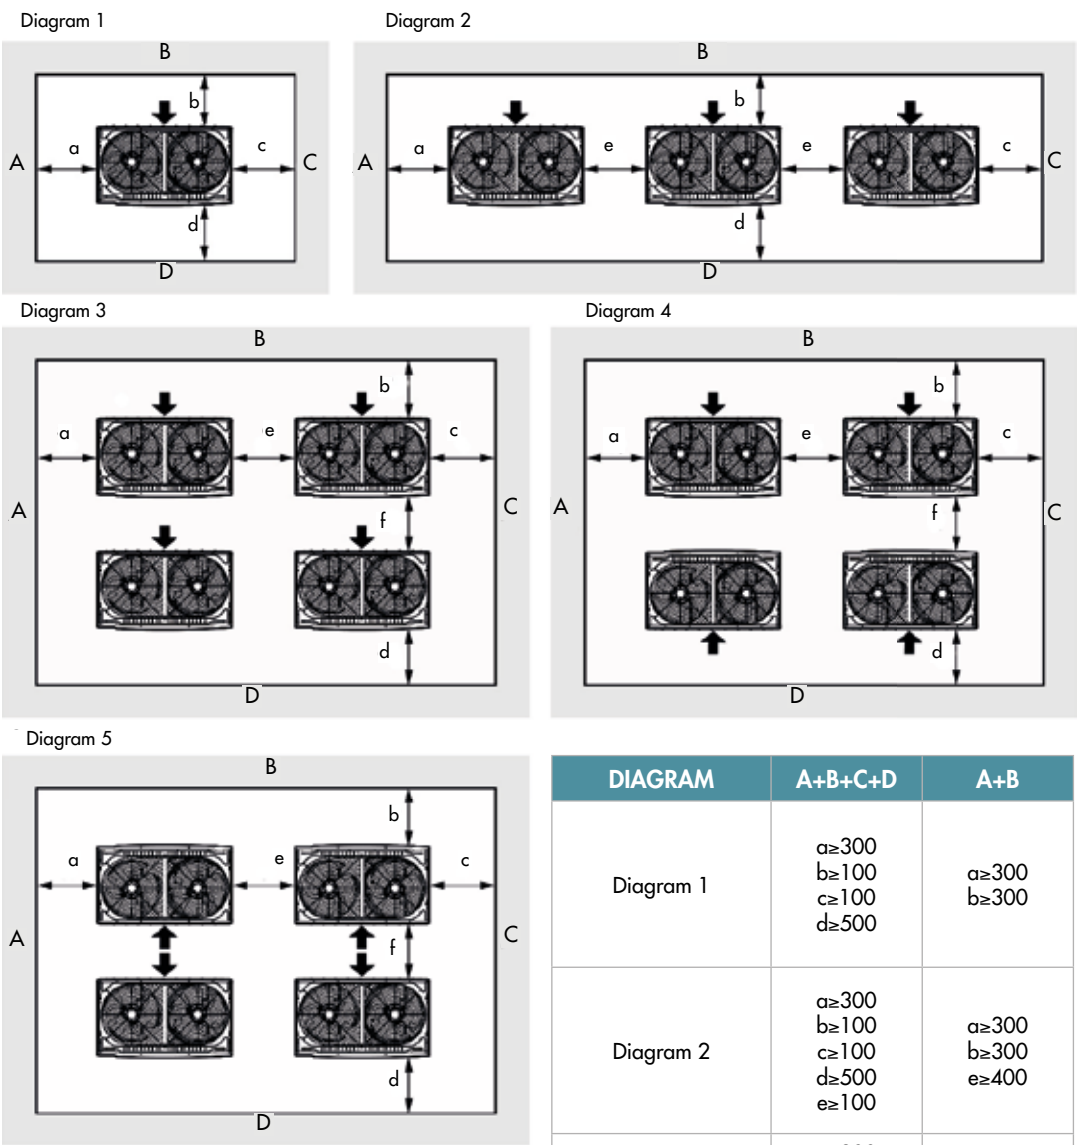 Diagram 1
B
b
a
c
A
C
d
D
Diagram 2
B
b
a
e
e
c
A
C
d
D
Diagram 3
B
b
a
e
c
A
C
f
d
D
Diagram 4
B
b
a
e
c
A
C
f
d
D
Diagram 5
B
b
a
e
c
A
C
f
d
D
DIAGRAM A+B+C+D A+B
Diagram 1
a≥300
b≥100
c≥100
d≥500
a≥300
b≥300
Diagram 2
a≥300
b≥100
c≥100
d≥500
e≥100
a≥300
b≥300
e≥400